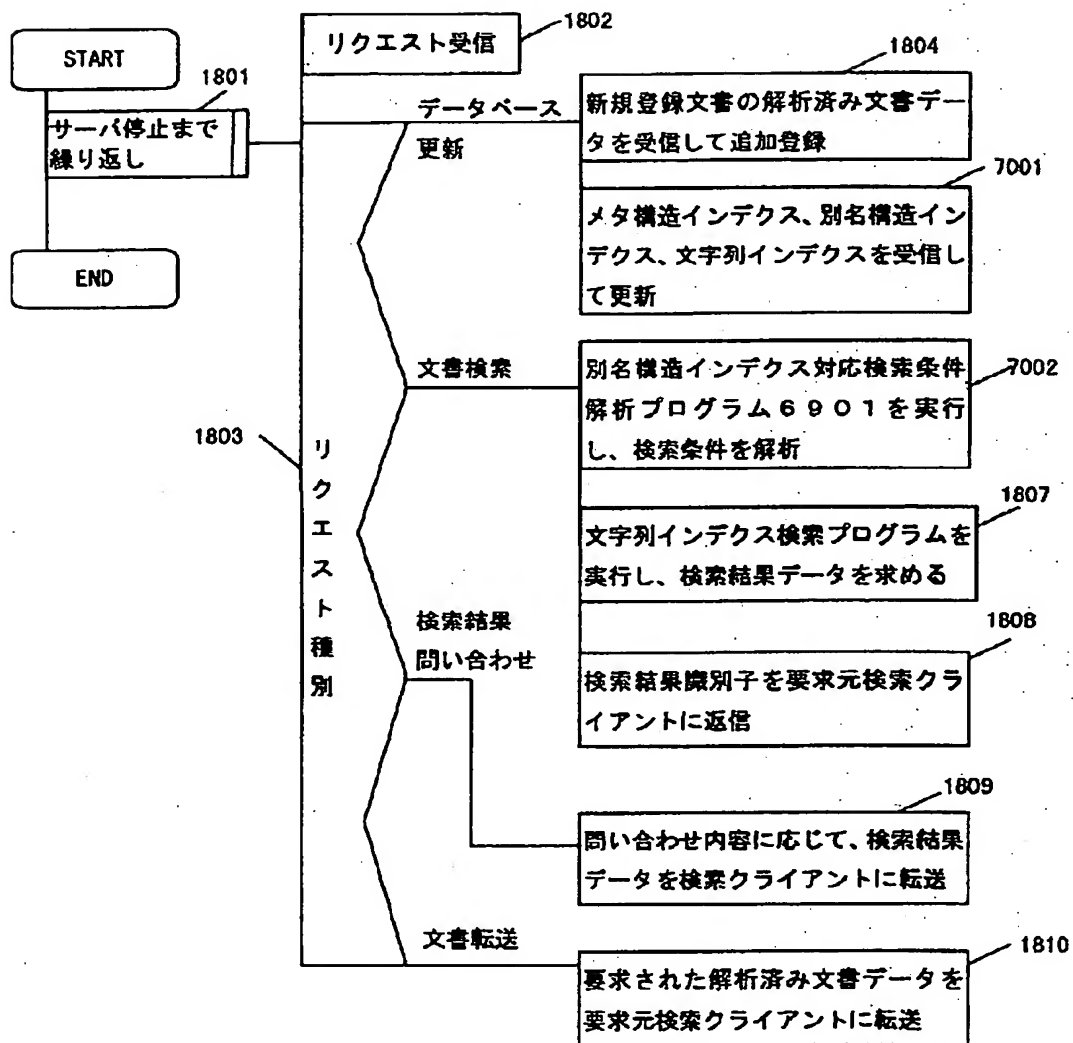 START
1801
サーバ停止まで
繰り返し
END
リクエスト受信
1802
1803
リクエスト種別
データベース
更新
1804
新規登録文書の解析済み文書デー
タを受信して追加登録
7001
メタ構造インデクス、別名構造イン
デクス、文字列インデクスを受信し
て更新
文書検索
7002
別名構造インデクス対応検索条件
解析プログラム6901を実行
し、検索条件を解析
1807
文字列インデクス検索プログラムを
実行し、検索結果データを求める
1808
検索結果識別子を要求元検索クラ
イアントに返信
検索結果
問い合わせ
1809
問い合わせ内容に応じて、検索結果
データを検索クライアントに転送
文書転送
1810
要求された解析済み文書データを
要求元検索クライアントに転送